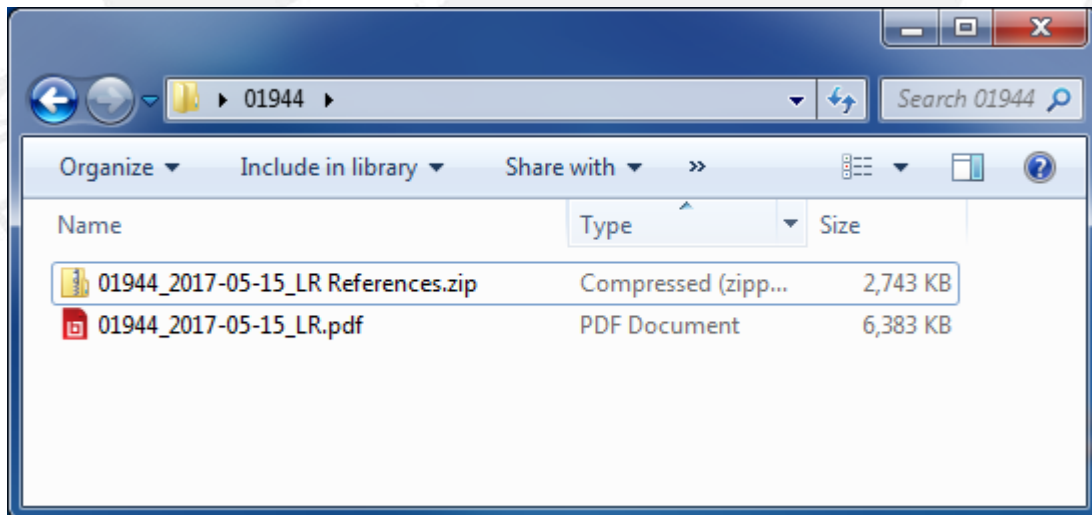 01944
Search 01944
Organize Include in library Share with »
Name Type Size
01944_2017-05-15_LR References.zip Compressed (zipp... 2,743 KB
01944_2017-05-15_LR.pdf PDF Document 6,383 KB